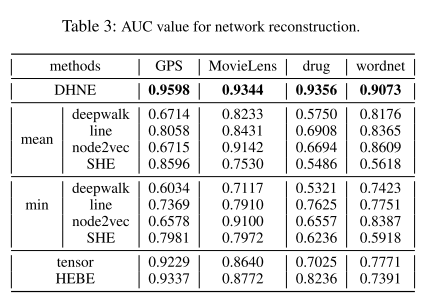 Table 3: AUC value for network reconstruction.
methods GPS MovieLens drug wordnet
DHNE 0.9598 0.9344 0.9356 0.9073
mean
deepwalk 0.6714 0.8233 0.5750 0.8176
line 0.8058 0.8431 0.6908 0.8365
node2vec 0.6715 0.9142 0.6694 0.8609
SHE 0.8596 0.7530 0.5486 0.5618
min
deepwalk 0.6034 0.7117 0.5321 0.7423
line 0.7369 0.7910 0.7625 0.7751
node2vec 0.6578 0.9100 0.6557 0.8387
SHE 0.7981 0.7972 0.6236 0.5918
tensor 0.9229 0.8640 0.7025 0.7771
HEBE 0.9337 0.8772 0.8236 0.7391